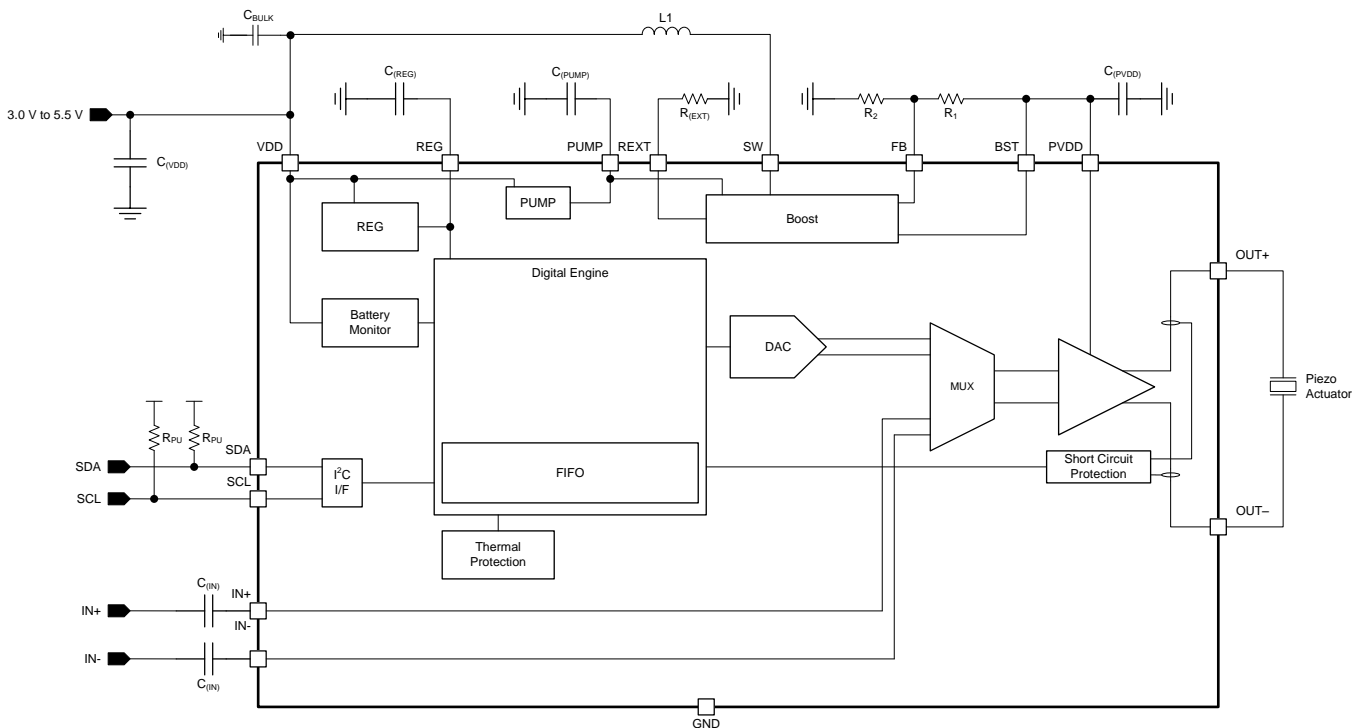 C(BULK)
L1
C(REG)
C(PUMP)
C(PVDD)
3.0 V to 5.5 V
R(EXT)
R2
R1
C(VDD)
VDD
REG
PUMP
REXT
SW
FB
BST
PVDD
PUMP
REG
Boost
Digital Engine
OUT+
Battery
Monitor
DAC
MUX
Piezo
Actuator
RPU
RPU
SDA
SDA
SCL
SCL
I²C
I/F
FIFO
Short Circuit
Protection
OUT–
Thermal
Protection
C(IN)
IN+
IN+
IN-
IN-
C(IN)
GND